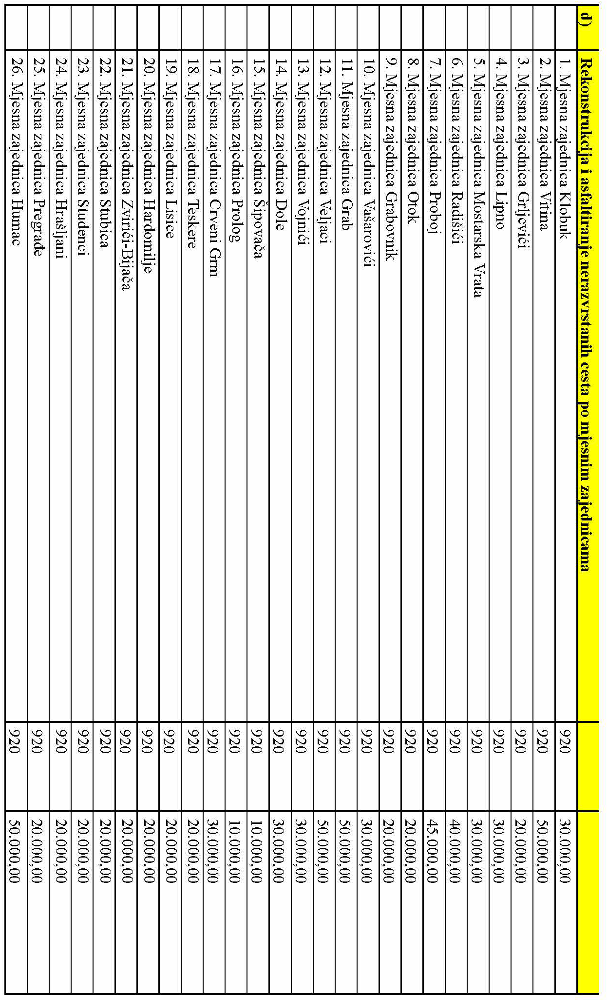 d) Rekonstrukcija i asfaltiranje nerazvrstanih cesta po mjesnim zajednicama
1. Mjesna zajednica Klobuk 920 30.000,00
2. Mjesna zajednica Vitina 920 50.000,00
3. Mjesna zajednica Grljevići 920 20.000,00
4. Mjesna zajednica Lipno 920 30.000,00
5. Mjesna zajednica Mostarska Vrata 920 30.000,00
6. Mjesna zajednica Radišići 920 40.000,00
7. Mjesna zajednica Proboj 920 45.000,00
8. Mjesna zajednica Otok 920 20.000,00
9. Mjesna zajednica Grabovnik 920 20.000,00
10. Mjesna zajednica Vašarovići 920 30.000,00
11. Mjesna zajednica Grab 920 50.000,00
12. Mjesna zajednica Veljaci 920 50.000,00
13. Mjesna zajednica Vojnići 920 30.000,00
14. Mjesna zajednica Dole 920 30.000,00
15. Mjesna zajednica Šipovača 920 10.000,00
16. Mjesna zajednica Prolog 920 10.000,00
17. Mjesna zajednica Crveni Grm 920 30.000,00
18. Mjesna zajednica Teskere 920 20.000,00
19. Mjesna zajednica Lisice 920 20.000,00
20. Mjesna zajednica Hardomilje 920 20.000,00
21. Mjesna zajednica Zvirići-Bijača 920 20.000,00
22. Mjesna zajednica Stubica 920 20.000,00
23. Mjesna zajednica Studenci 920 20.000,00
24. Mjesna zajednica Hrašljani 920 20.000,00
25. Mjesna zajednica Pregrađe 920 20.000,00
26. Mjesna zajednica Humac 920 50.000,00